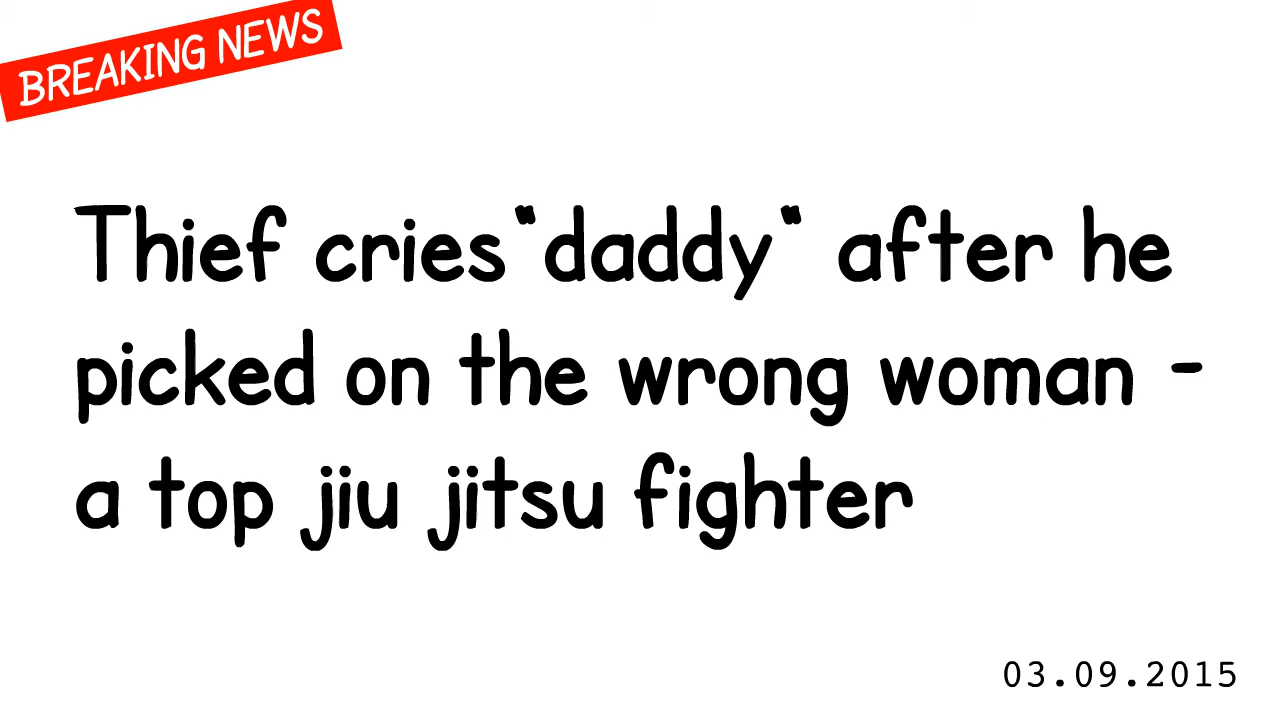 BREAKING NEWS
Thief cries "daddy" after he
picked on the wrong woman -
a top jiu jitsu fighter
03.09.2015